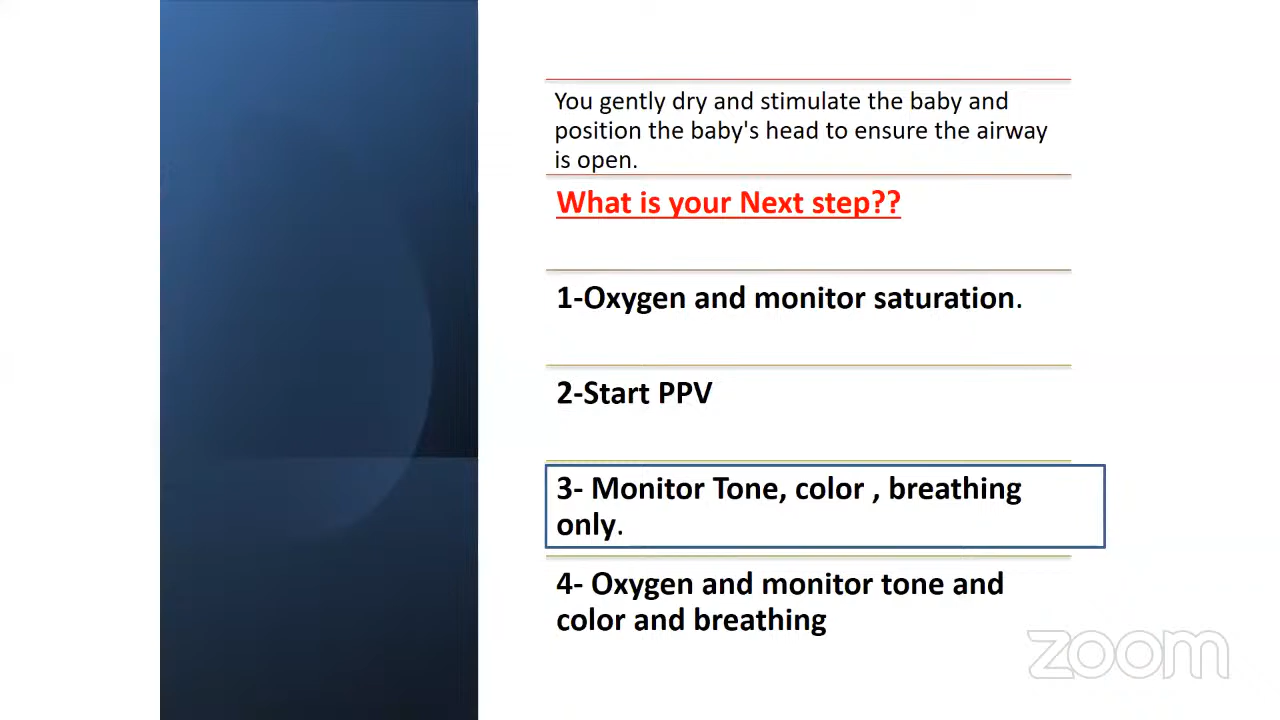 You gently dry and stimulate the baby and
position the baby's head to ensure the airway
is open.
What is your Next step??
1-Oxygen and monitor saturation.
2-Start PPV
3- Monitor Tone, color , breathing
only.
4- Oxygen and monitor tone and
color and breathing
zoom